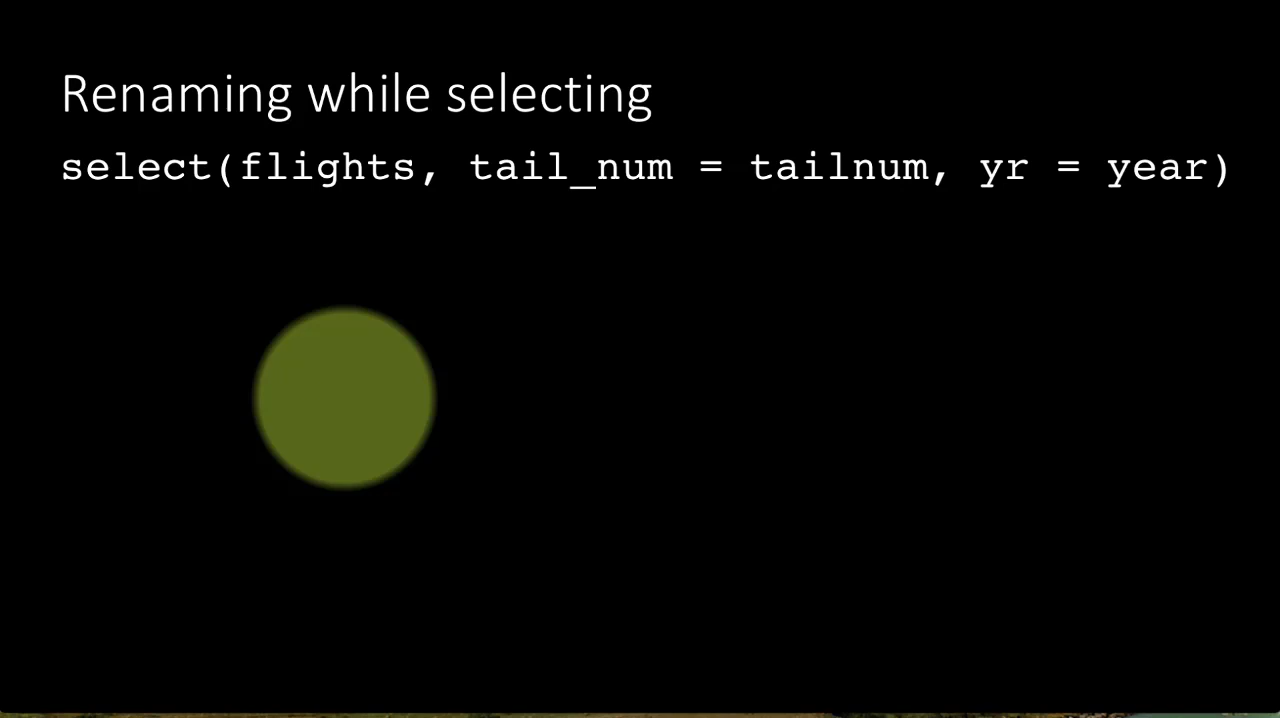 Renaming while selecting
select(flights, tail_num = tailnum, yr = year)